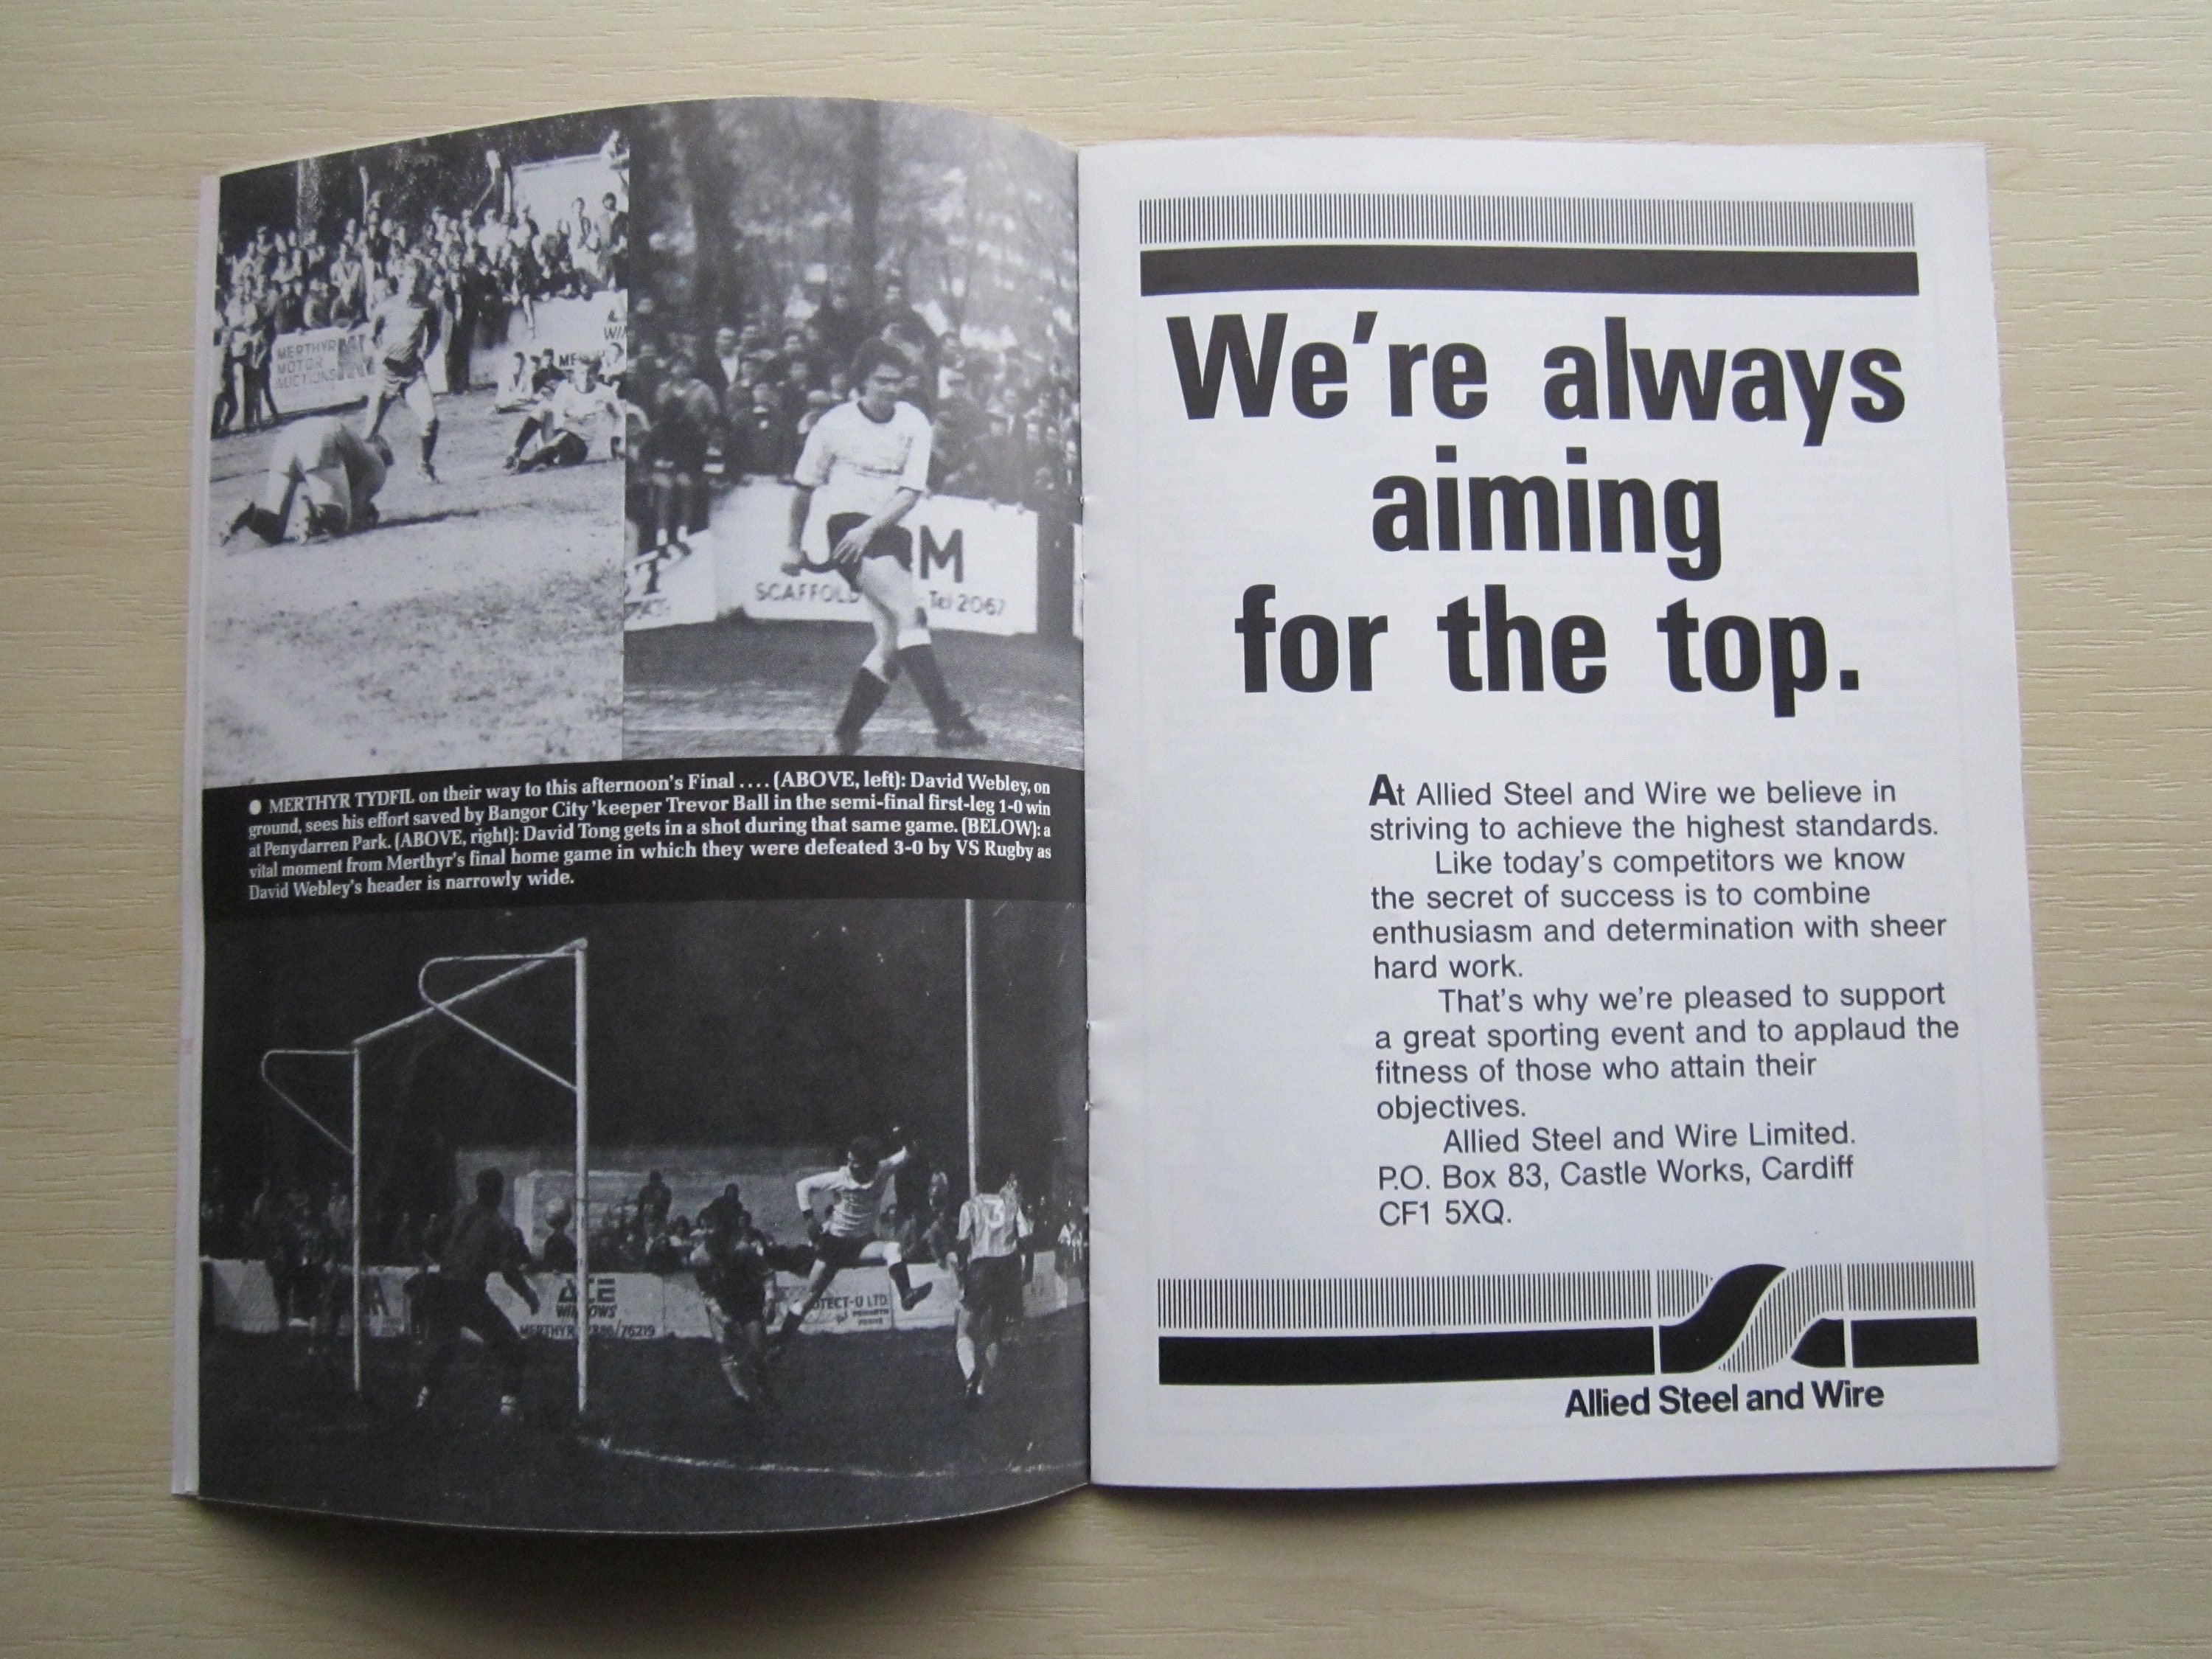 MERTHYR
MOTOR
AUCTIONS
M
SCAFFOLD
Tel 2067
● MERTHYR TYDFIL on their way to this afternoon's Final .... (ABOVE, left): David Webley, on
ground, sees his effort saved by Bangor City 'keeper Trevor Ball in the semi-final first-leg 1-0 win
at Penydarren Park. (ABOVE, right): David Tong gets in a shot during that same game. (BELOW): a
vital moment from Merthyr's final home game in which they were defeated 3-0 by VS Rugby as
David Webley's header is narrowly wide.
3
WINDOWS
MERTHYR
/76219
OTECT-U LTD.
We're always
aiming
for the top.
At Allied Steel and Wire we believe in
striving to achieve the highest standards.
Like today's competitors we know
the secret of success is to combine
enthusiasm and determination with sheer
hard work.
That's why we're pleased to support
a great sporting event and to applaud the
fitness of those who attain their
objectives.
Allied Steel and Wire Limited.
P.O. Box 83, Castle Works, Cardiff
CF1 5XQ.
Allied Steel and Wire